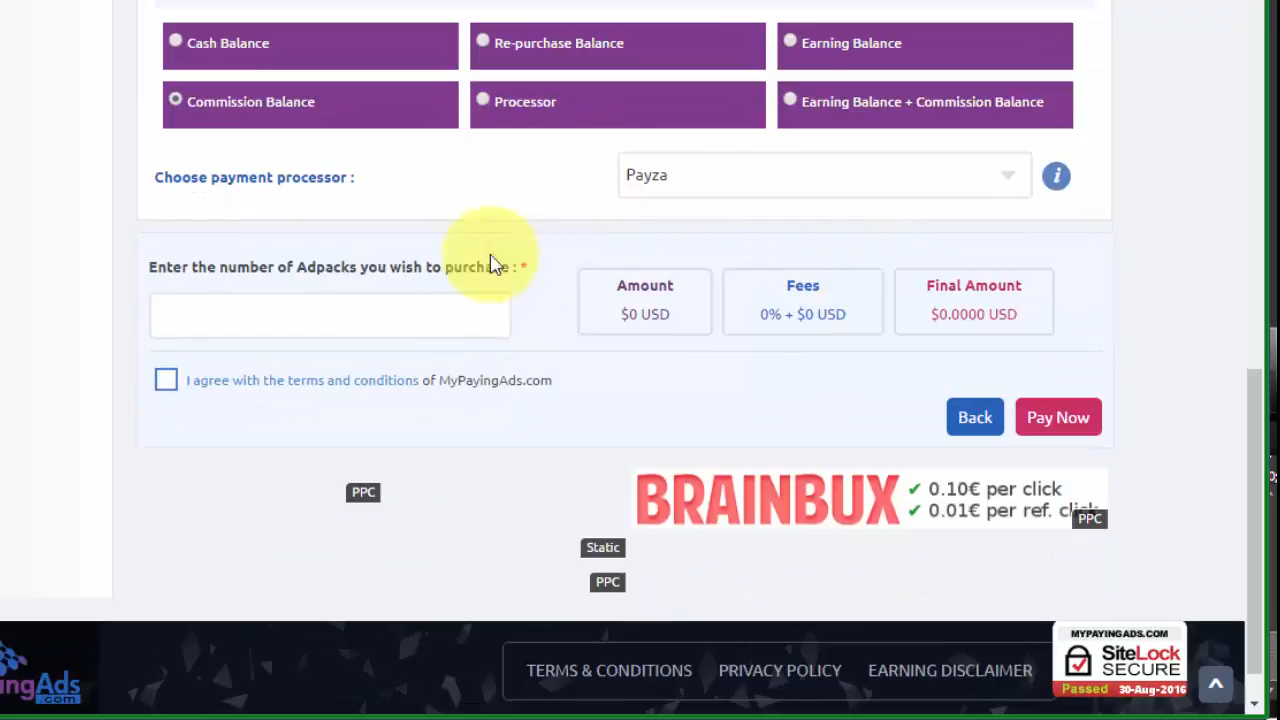 Cash Balance
Re-purchase Balance
Earning Balance
Commission Balance
Processor
Earning Balance + Commission Balance
Choose payment processor :
Payza
i
Enter the number of Adpacks you wish to purchase : *
Amount
$0 USD
Fees
0% + $0 USD
Final Amount
$0.0000 USD
I agree with the terms and conditions of MyPayingAds.com
Back
Pay Now
PPC
BRAINBUX
✔ 0.10€ per click
✔ 0.01€ per ref. click
PPC
Static
PPC
ingAds
.com
TERMS & CONDITIONS
PRIVACY POLICY
EARNING DISCLAIMER
MYPAYINGADS.COM
SiteLock
SECURE
Passed 30-Aug-2016